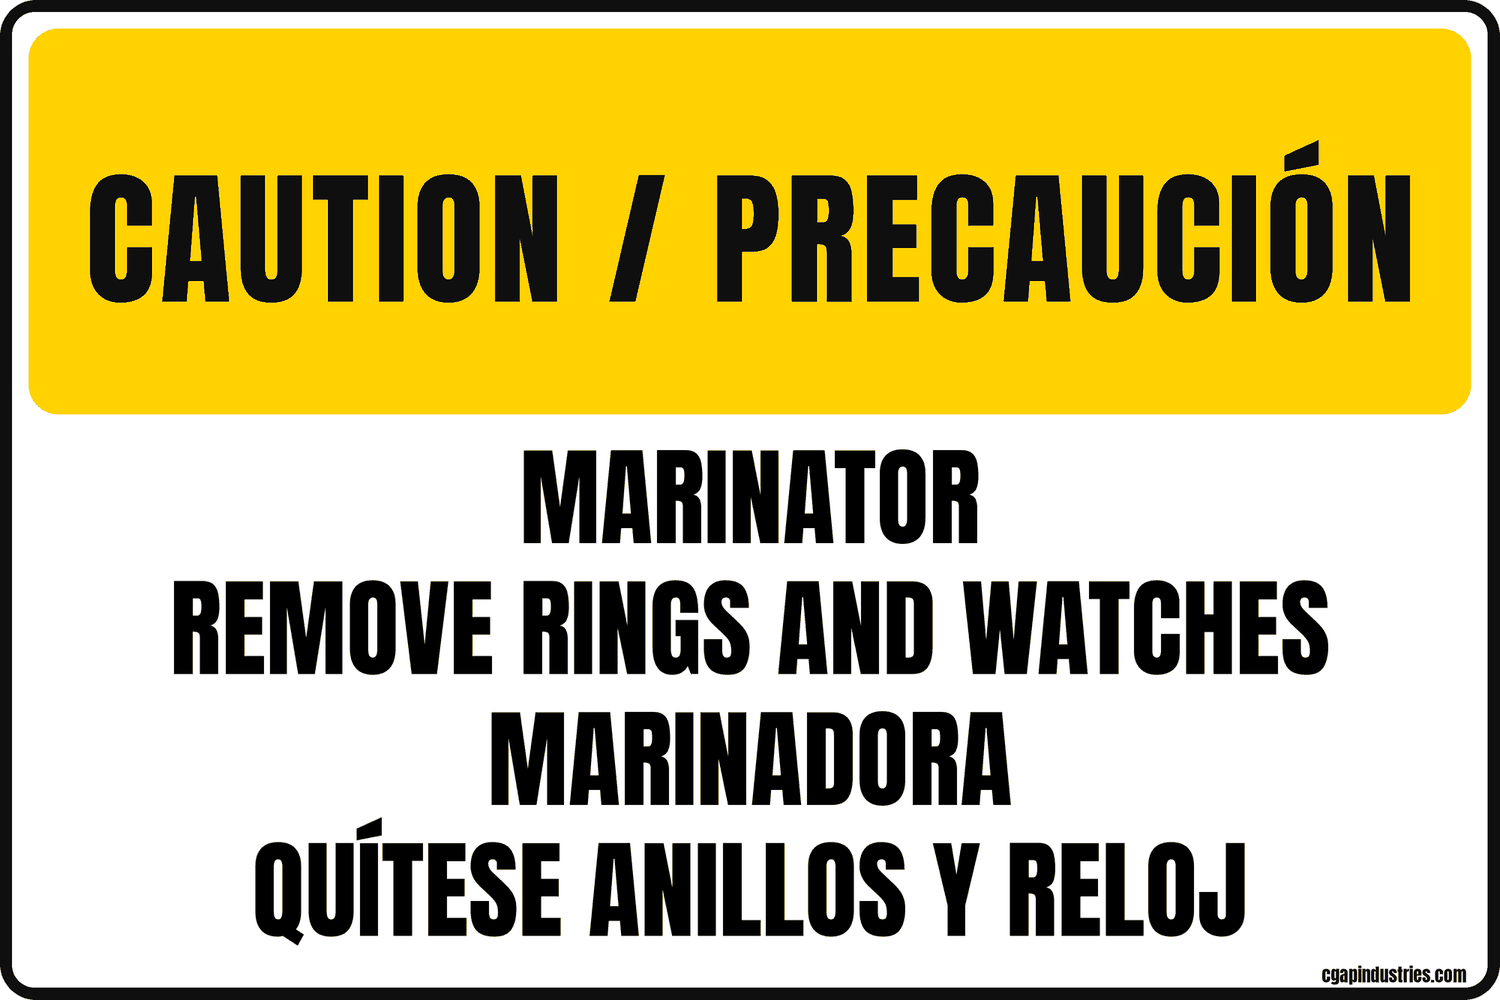 CAUTION / PRECAUCIÓN
MARINATOR
REMOVE RINGS AND WATCHES
MARINADORA
QUÍTESE ANILLOS Y RELOJ
cgapindustries.com